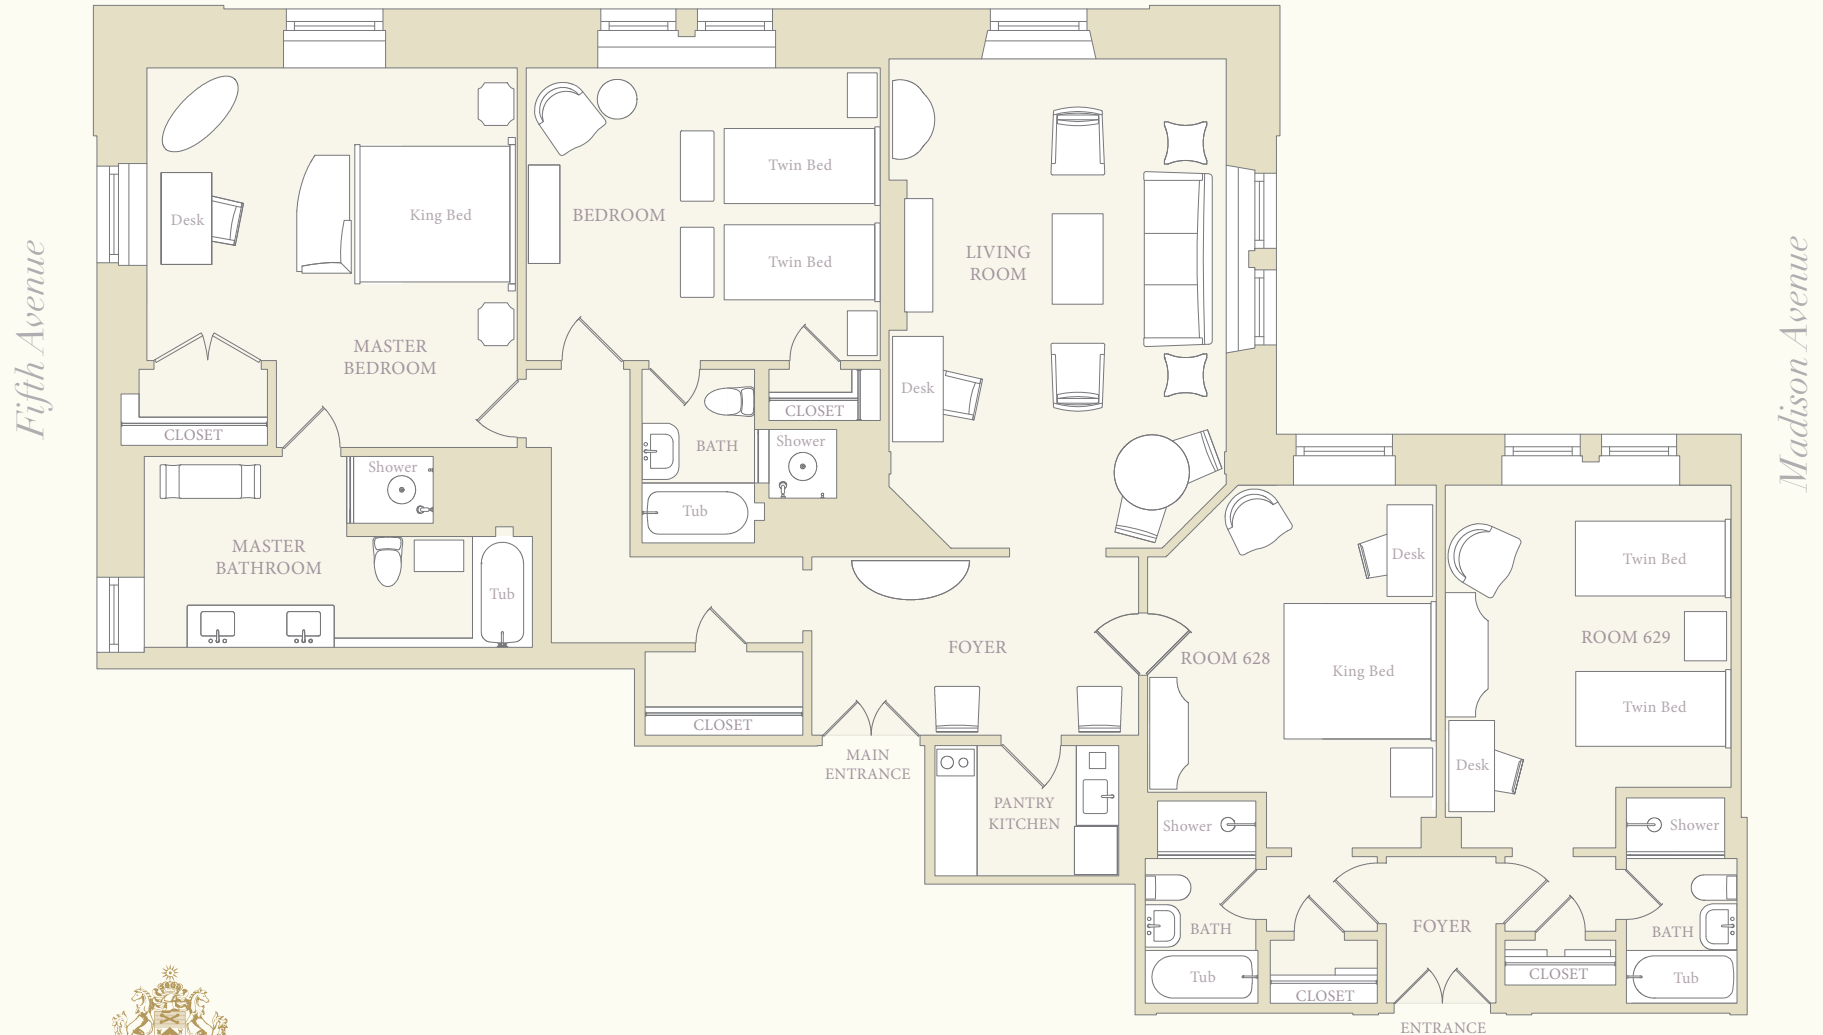 Fifth Avenue
Madison Avenue
Desk
King Bed
MASTER
BEDROOM
CLOSET
BEDROOM
Twin Bed
Twin Bed
CLOSET
BATH
Shower
Tub
LIVING
ROOM
Desk
Shower
MASTER
BATHROOM
Tub
CLOSET
FOYER
MAIN
ENTRANCE
PANTRY
KITCHEN
ROOM 628
Desk
King Bed
Shower
BATH
Tub
CLOSET
ROOM 629
Twin Bed
Twin Bed
Desk
Shower
BATH
Tub
CLOSET
FOYER
ENTRANCE